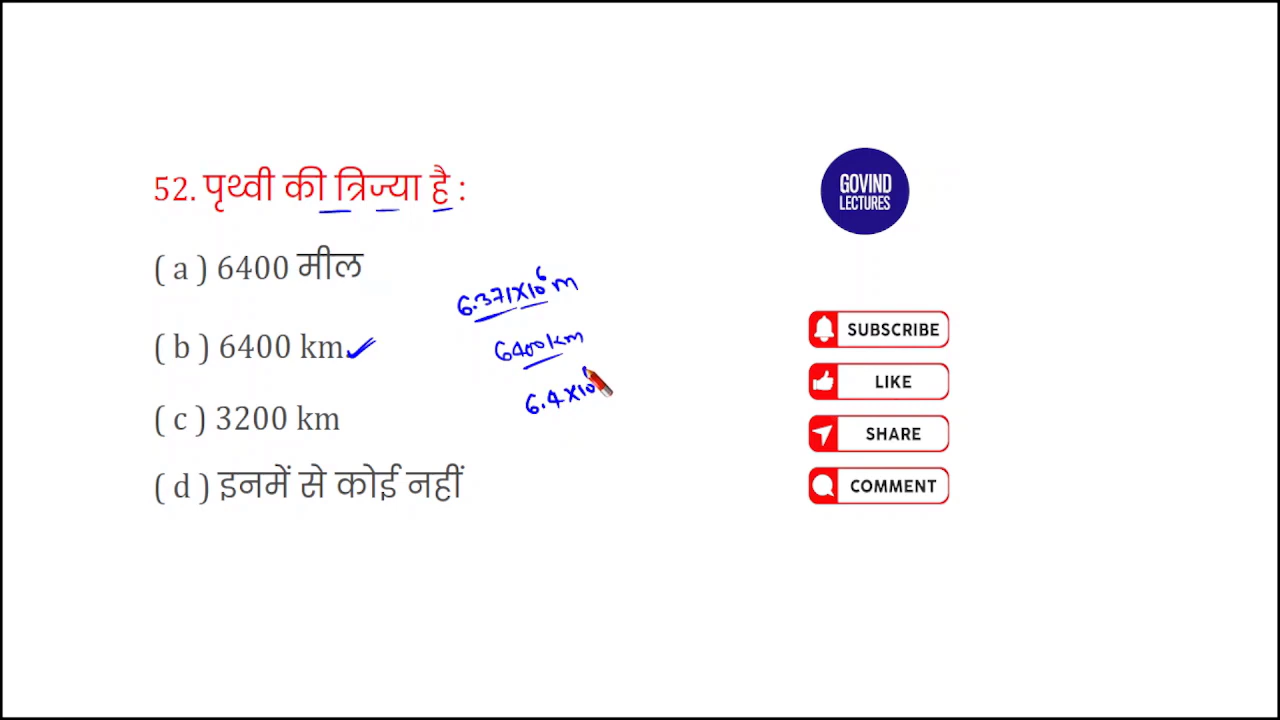 52. पृथ्वी की त्रिज्या है :
( a ) 6400 मील
( b ) 6400 km
( c ) 3200 km
( d ) इनमें से कोई नहीं
6.371×10⁶ m
6400 km
6.4×10
GOVIND
LECTURES
SUBSCRIBE
LIKE
SHARE
COMMENT